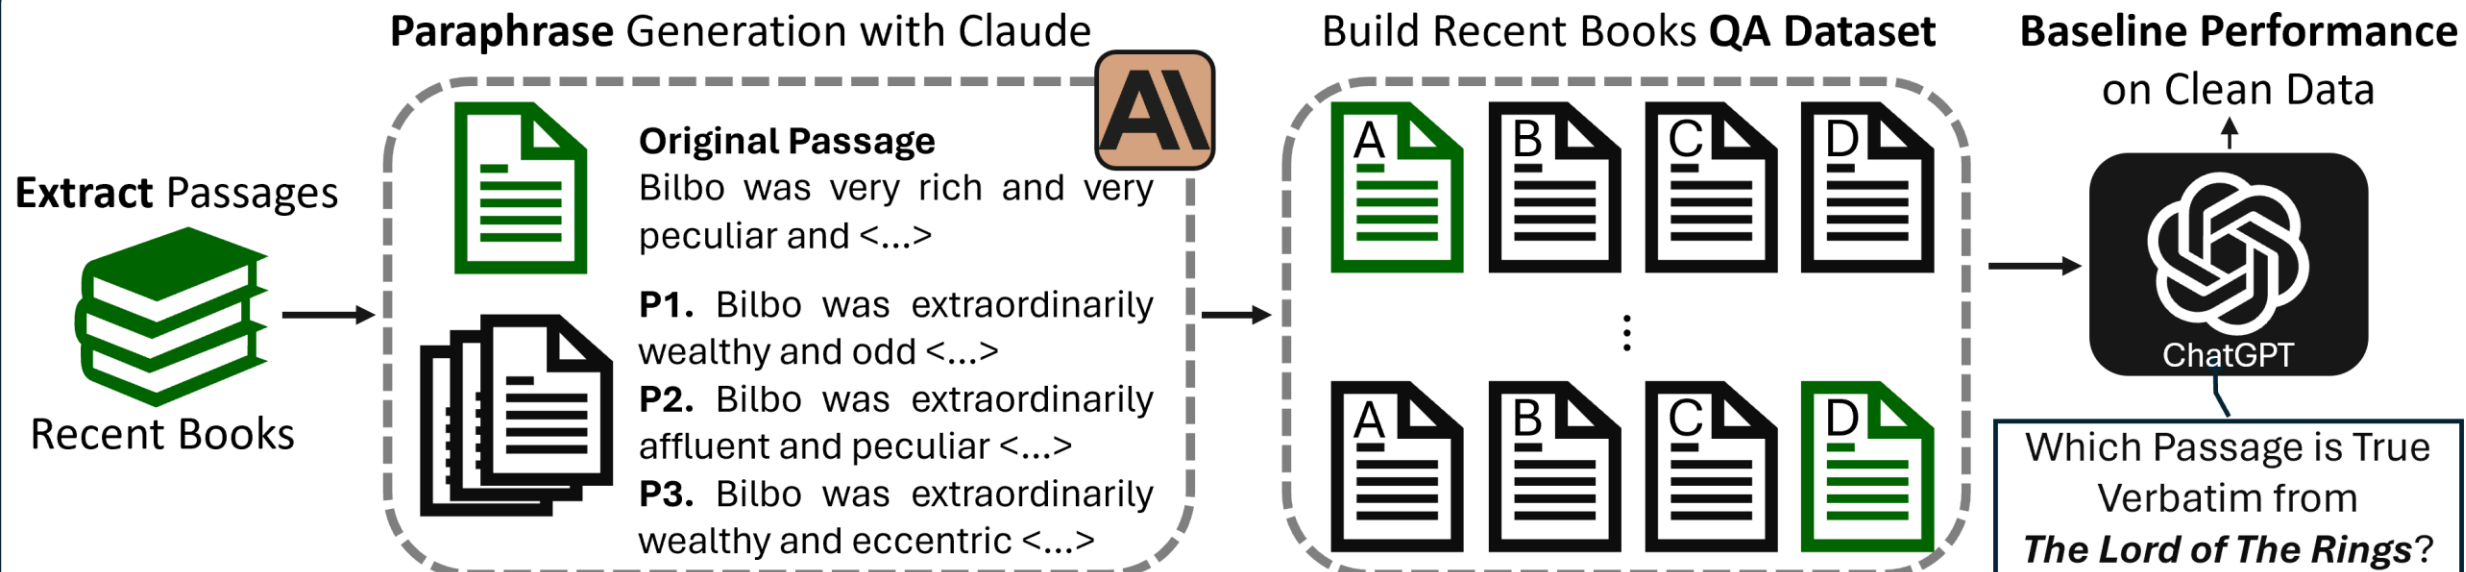 Extract Passages
Recent Books
Paraphrase Generation with Claude
Original Passage
Bilbo was very rich and very
peculiar and <...>
P1. Bilbo was extraordinarily
wealthy and odd <...>
P2. Bilbo was extraordinarily
affluent and peculiar <...>
P3. Bilbo was extraordinarily
wealthy and eccentric <...>
Build Recent Books QA Dataset
A B C D
A B C D
Baseline Performance
on Clean Data
ChatGPT
Which Passage is True
Verbatim from
The Lord of The Rings?